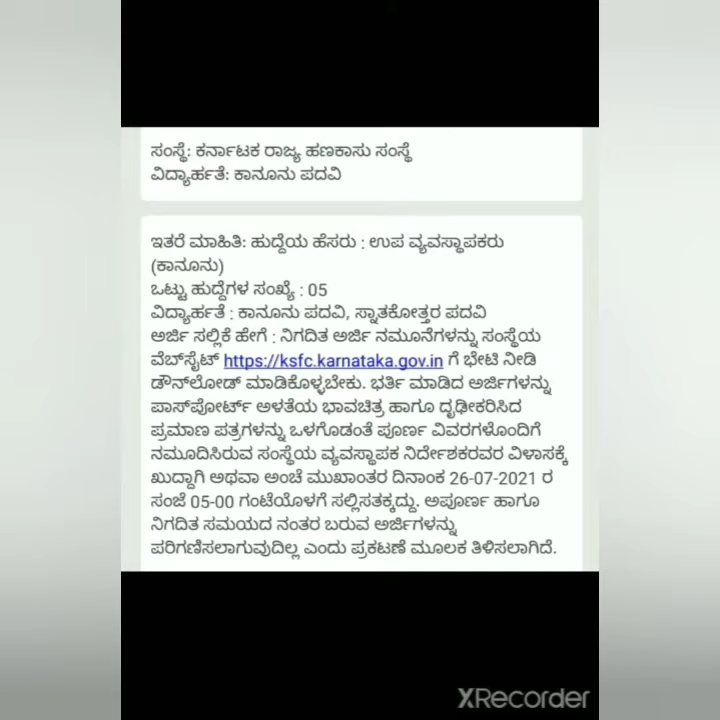 ಸಂಸ್ಥೆ: ಕರ್ನಾಟಕ ರಾಜ್ಯ ಹಣಕಾಸು ಸಂಸ್ಥೆ
ವಿದ್ಯಾರ್ಹತೆ: ಕಾನೂನು ಪದವಿ
ಇತರೆ ಮಾಹಿತಿ: ಹುದ್ದೆಯ ಹೆಸರು : ಉಪ ವ್ಯವಸ್ಥಾಪಕರು
(ಕಾನೂನು)
ಒಟ್ಟು ಹುದ್ದೆಗಳ ಸಂಖ್ಯೆ : 05
ವಿದ್ಯಾರ್ಹತೆ : ಕಾನೂನು ಪದವಿ, ಸ್ನಾತಕೋತ್ತರ ಪದವಿ
ಅರ್ಜಿ ಸಲ್ಲಿಕೆ ಹೇಗೆ : ನಿಗದಿತ ಅರ್ಜಿ ನಮೂನೆಗಳನ್ನು ಸಂಸ್ಥೆಯ
ವೆಬ್‌ಸೈಟ್ https://ksfc.karnataka.gov.in ಗೆ ಭೇಟಿ ನೀಡಿ
ಡೌನ್‌ಲೋಡ್ ಮಾಡಿಕೊಳ್ಳಬೇಕು. ಭರ್ತಿ ಮಾಡಿದ ಅರ್ಜಿಗಳನ್ನು
ಪಾಸ್‌ಪೋರ್ಟ್ ಅಳತೆಯ ಭಾವಚಿತ್ರ ಹಾಗೂ ದೃಢೀಕರಿಸಿದ
ಪ್ರಮಾಣ ಪತ್ರಗಳನ್ನು ಒಳಗೊಡಂತೆ ಪೂರ್ಣ ವಿವರಗಳೊಂದಿಗೆ
ನಮೂದಿಸಿರುವ ಸಂಸ್ಥೆಯ ವ್ಯವಸ್ಥಾಪಕ ನಿರ್ದೇಶಕರವರ ವಿಳಾಸಕ್ಕೆ
ಖುದ್ದಾಗಿ ಅಥವಾ ಅಂಚೆ ಮುಖಾಂತರ ದಿನಾಂಕ 26-07-2021 ರ
ಸಂಜೆ 05-00 ಗಂಟೆಯೊಳಗೆ ಸಲ್ಲಿಸತಕ್ಕದ್ದು. ಅಪೂರ್ಣ ಹಾಗೂ
ನಿಗದಿತ ಸಮಯದ ನಂತರ ಬರುವ ಅರ್ಜಿಗಳನ್ನು
ಪರಿಗಣಿಸಲಾಗುವುದಿಲ್ಲ ಎಂದು ಪ್ರಕಟಣೆ ಮೂಲಕ ತಿಳಿಸಲಾಗಿದೆ.
XRecorder